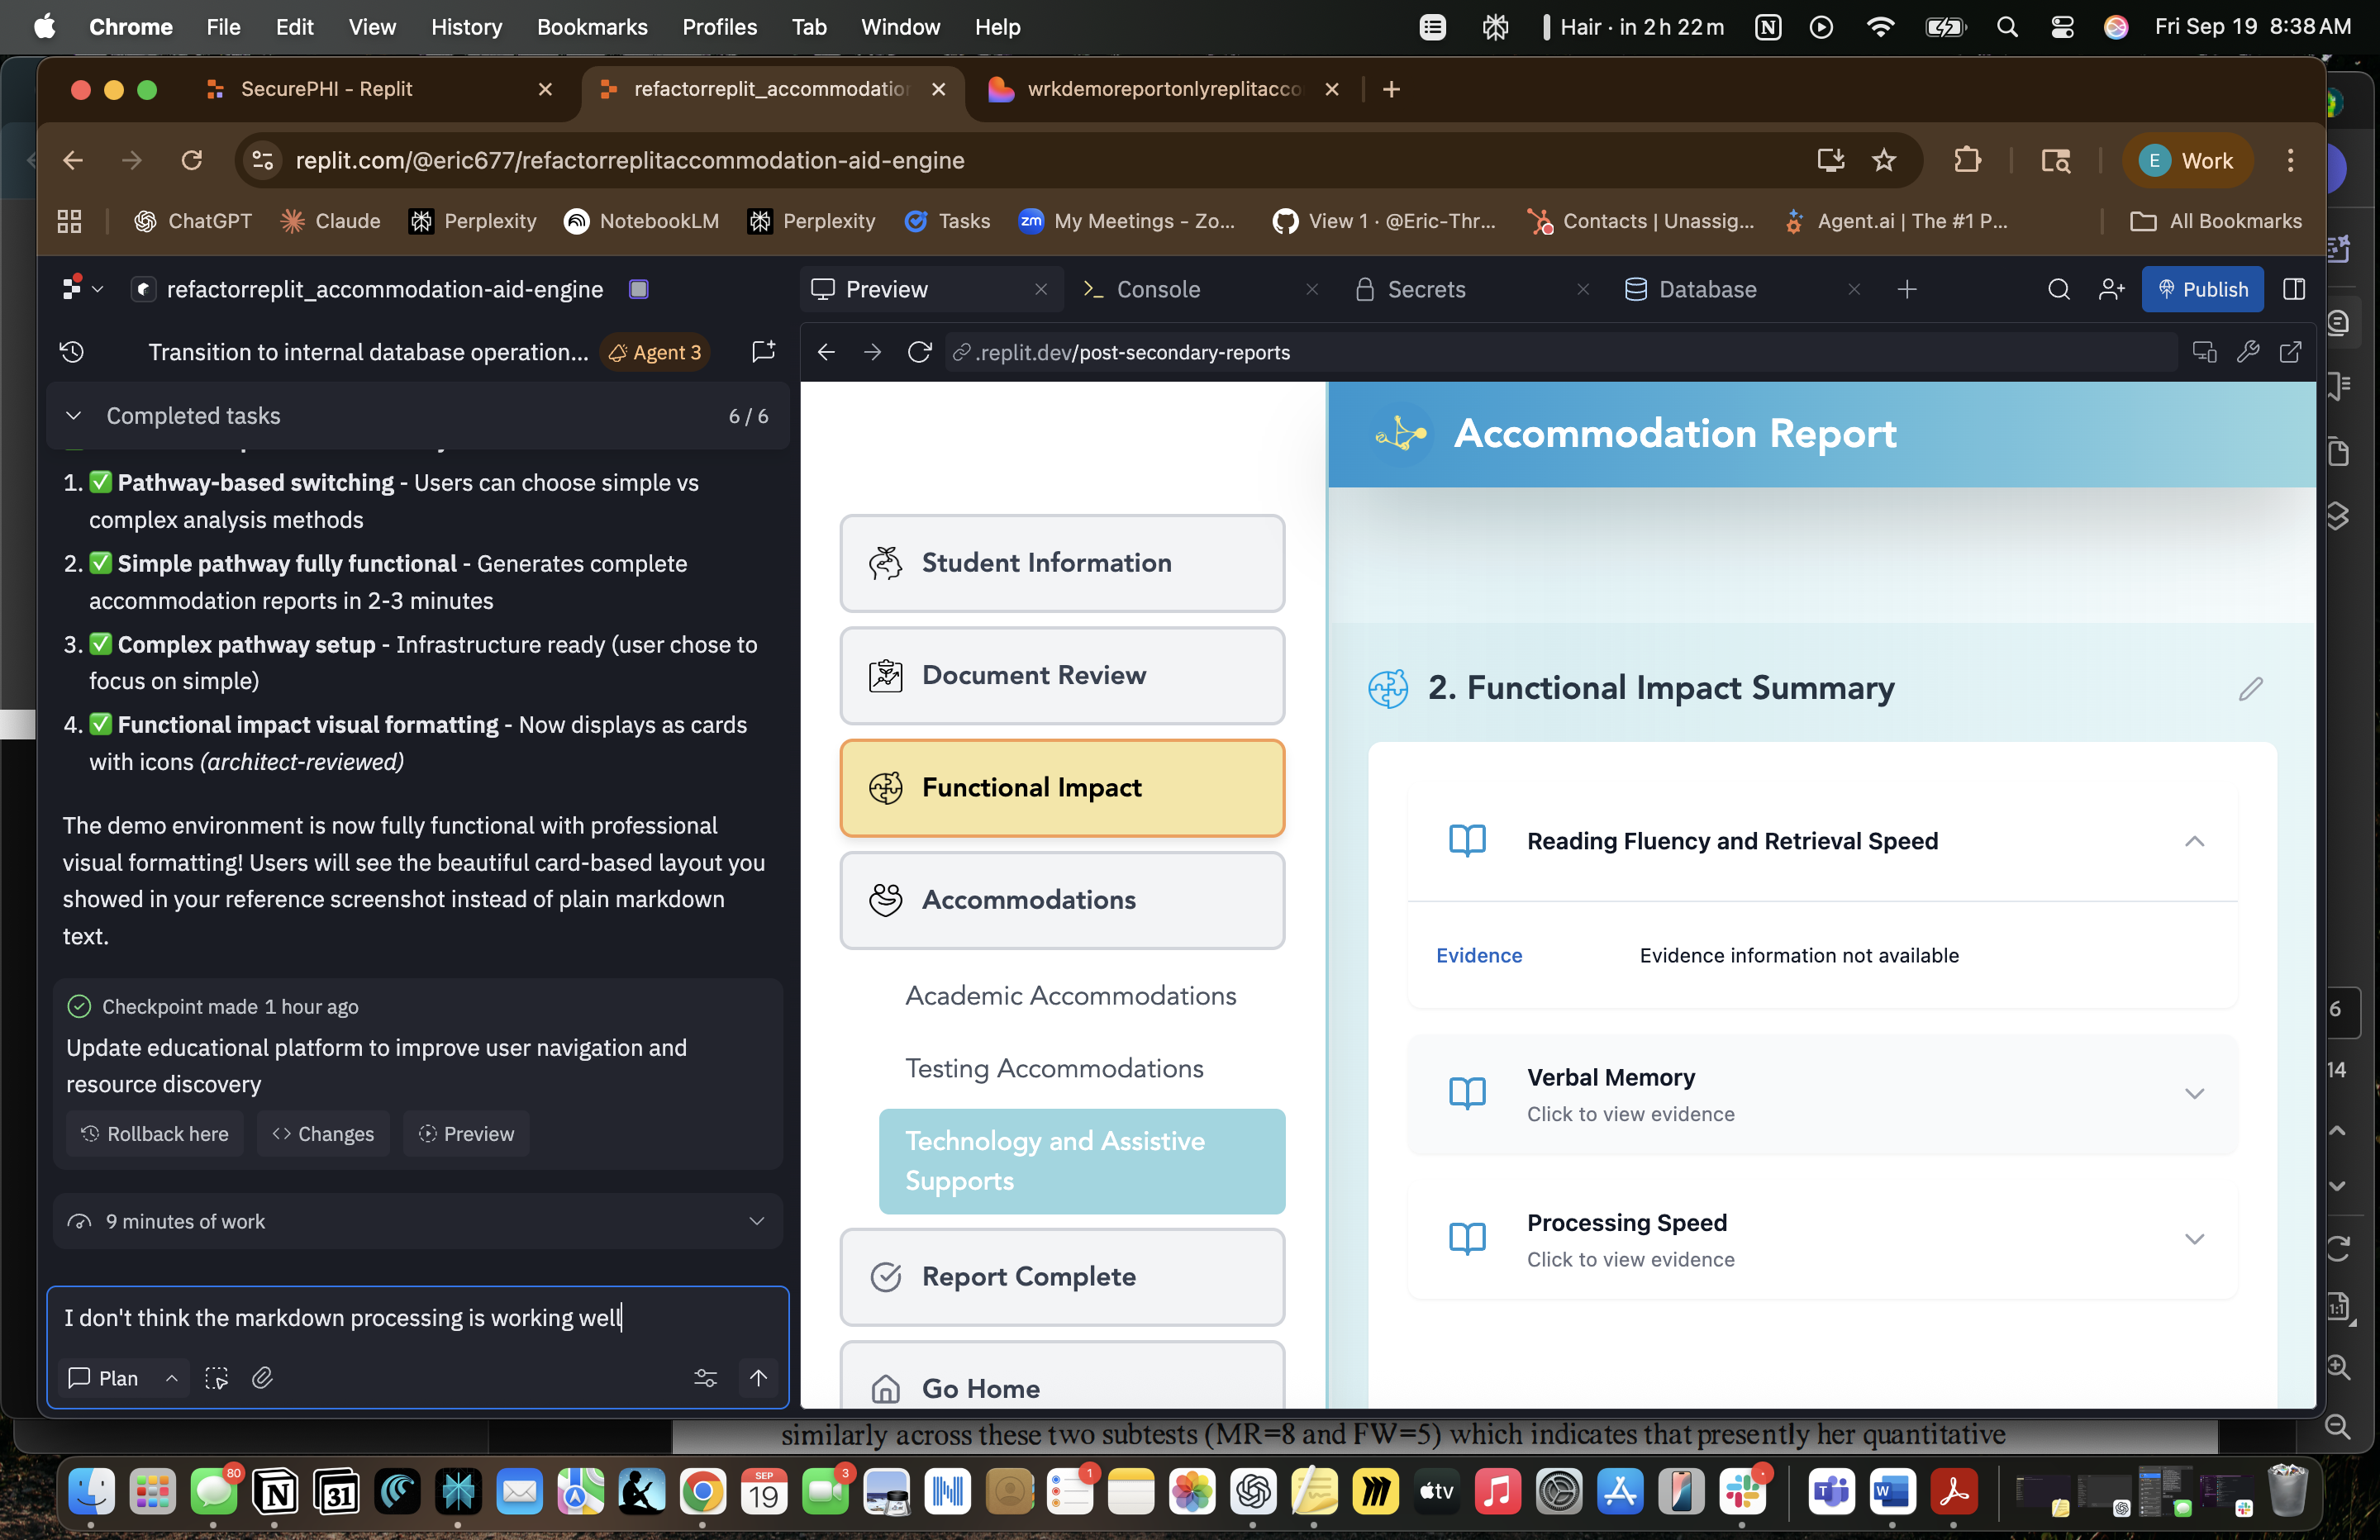 Chrome File Edit View History Bookmarks Profiles Tab Window Help Hair · in 2 h 22 m Fri Sep 19 8:38 AM
SecurePHI - Replit
refactorreplit_accommodation
wrkdemoreportonlyreplitacco
replit.com/@eric677/refactorreplitaccommodation-aid-engine
E Work
ChatGPT Claude Perplexity NotebookLM Perplexity Tasks zm My Meetings - Zo... View 1 · @Eric-Thr... Contacts | Unassig... Agent.ai | The #1 P... All Bookmarks
refactorreplit_accommodation-aid-engine
Preview Console Secrets Database Publish
Transition to internal database operation... Agent 3
.replit.dev/post-secondary-reports
Completed tasks 6 / 6
1. ✅ Pathway-based switching - Users can choose simple vs
complex analysis methods
2. ✅ Simple pathway fully functional - Generates complete
accommodation reports in 2-3 minutes
3. ✅ Complex pathway setup - Infrastructure ready (user chose to
focus on simple)
4. ✅ Functional impact visual formatting - Now displays as cards
with icons (architect-reviewed)
The demo environment is now fully functional with professional
visual formatting! Users will see the beautiful card-based layout you
showed in your reference screenshot instead of plain markdown
text.
Checkpoint made 1 hour ago
Update educational platform to improve user navigation and
resource discovery
Rollback here Changes Preview
9 minutes of work
I don't think the markdown processing is working well
Plan
Student Information
Document Review
Functional Impact
Accommodations
Academic Accommodations
Testing Accommodations
Technology and Assistive
Supports
Report Complete
Go Home
Accommodation Report
2. Functional Impact Summary
Reading Fluency and Retrieval Speed
Evidence Evidence information not available
Verbal Memory
Click to view evidence
Processing Speed
Click to view evidence
6
14
1:1
similarly across these two subtests (MR=8 and FW=5) which indicates that presently her quantitative
80
31
SEP
19
3
1
tv